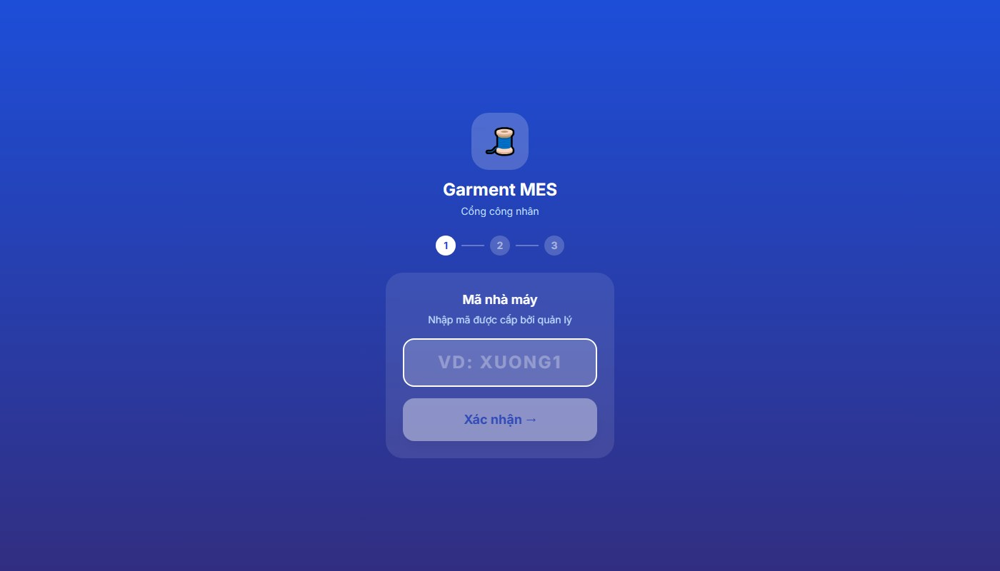 Garment MES
Cổng công nhân
1 2 3
Mã nhà máy
Nhập mã được cấp bởi quản lý
VD: XUONG1
Xác nhận →